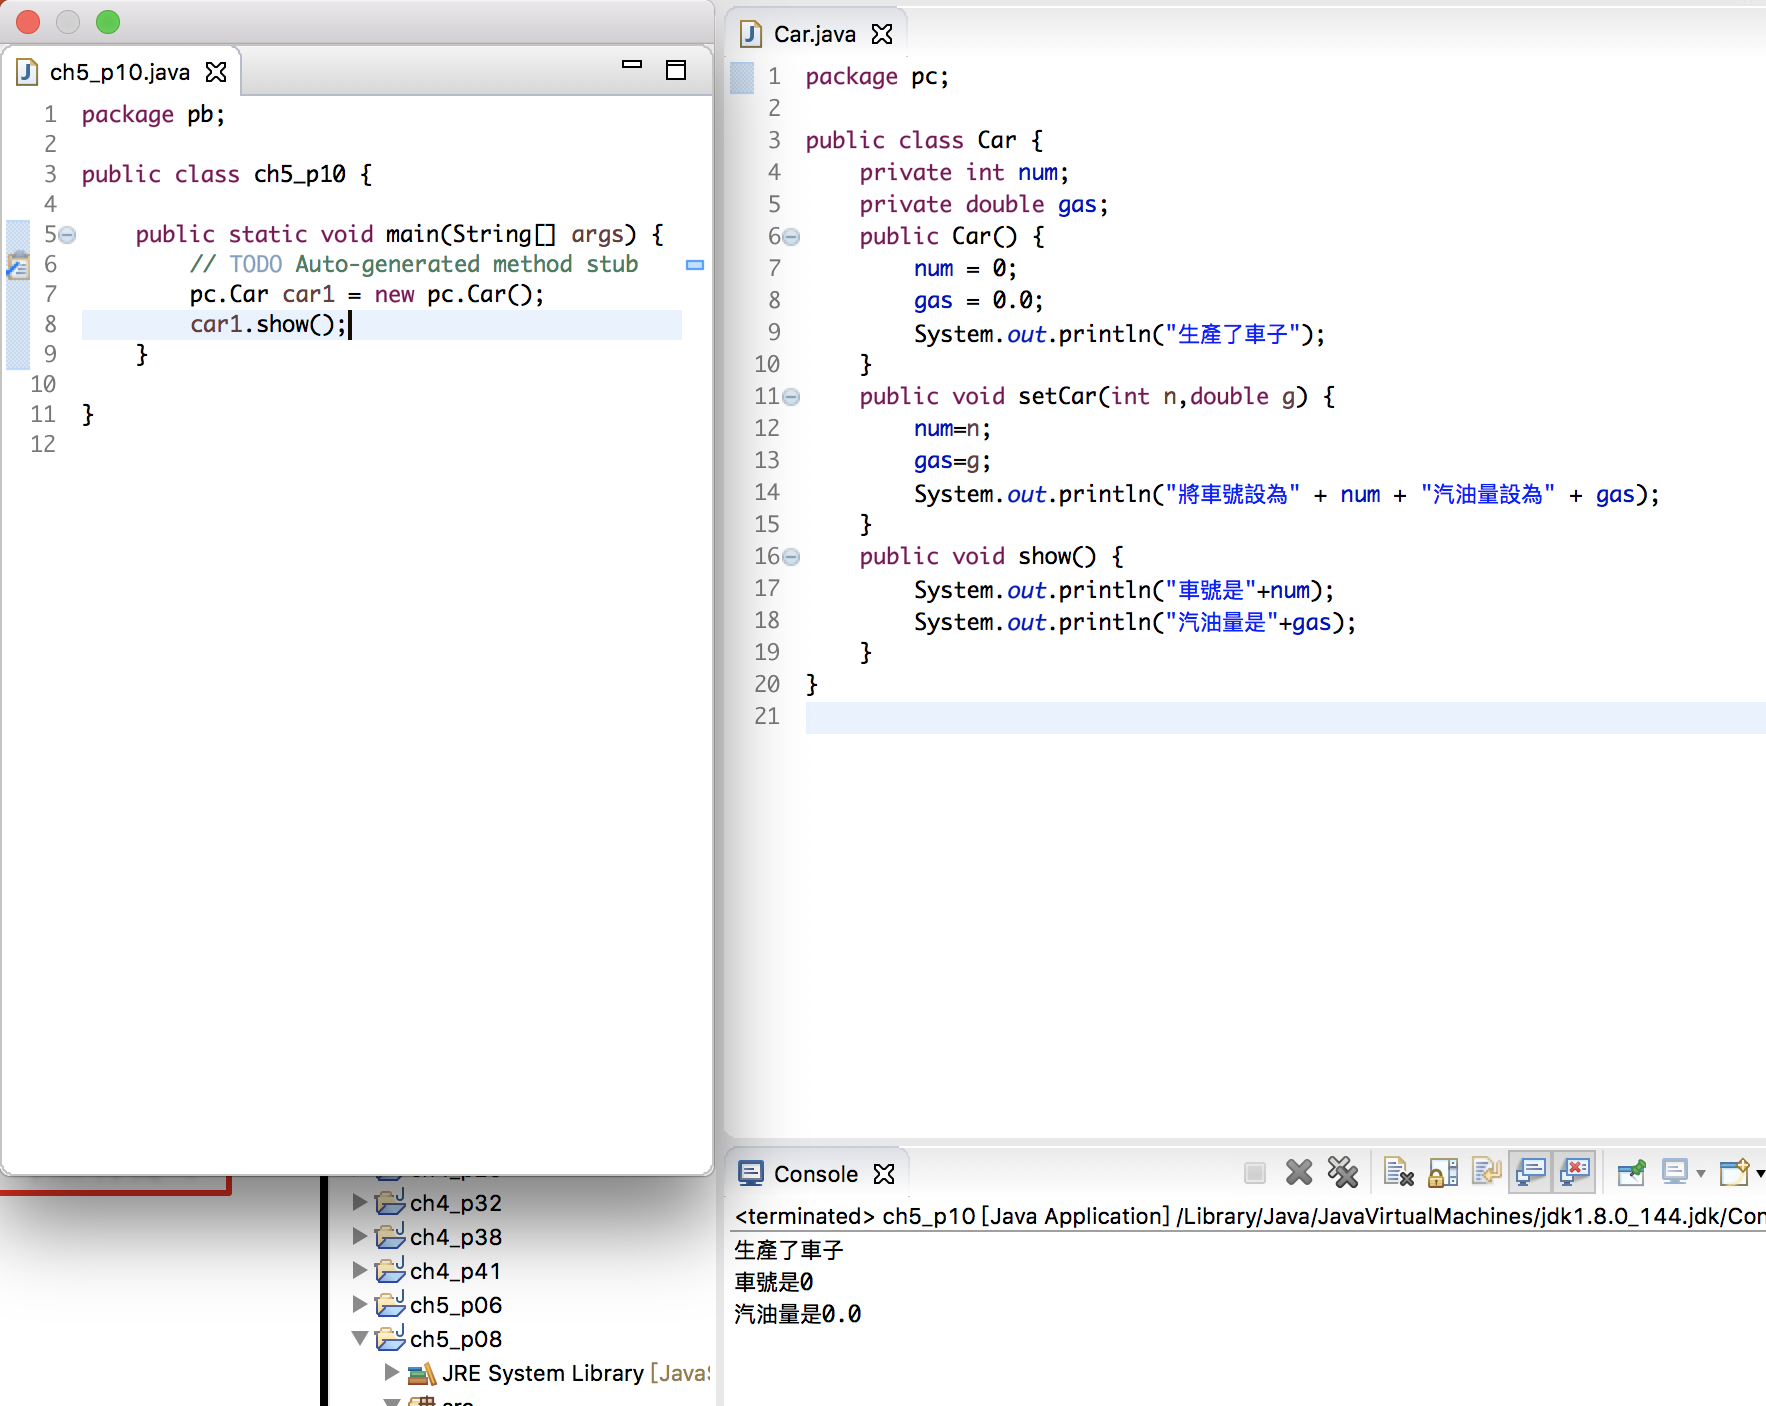 ch5_p10.java
1 package pb;
2
3 public class ch5_p10 {
4
5 public static void main(String[] args) {
6 // TODO Auto-generated method stub
7 pc.Car car1 = new pc.Car();
8 car1.show();
9 }
10
11 }
12
Car.java
1 package pc;
2
3 public class Car {
4 private int num;
5 private double gas;
6 public Car() {
7 num = 0;
8 gas = 0.0;
9 System.out.println("生產了車子");
10 }
11 public void setCar(int n,double g) {
12 num=n;
13 gas=g;
14 System.out.println("將車號設為" + num + "汽油量設為" + gas);
15 }
16 public void show() {
17 System.out.println("車號是"+num);
18 System.out.println("汽油量是"+gas);
19 }
20 }
21
ch4_p32
ch4_p38
ch4_p41
ch5_p06
ch5_p08
JRE System Library [Java
Console
<terminated> ch5_p10 [Java Application] /Library/Java/JavaVirtualMachines/jdk1.8.0_144.jdk/Con
生產了車子
車號是0
汽油量是0.0